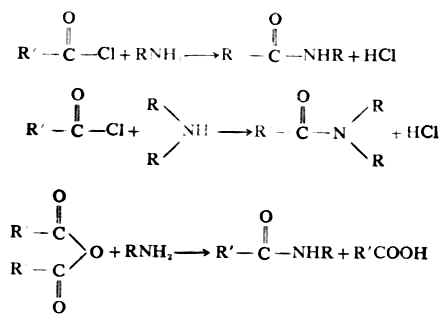 O
R′ — C —Cl + RNH ⟶ R — C —NHR + HCl
O
O
R′ — C —Cl + R R NH ⟶ R — C — N R R + HCl
O
O
R — C
O + RNH₂ ⟶ R′ — C —NHR + R′COOH
R — C
O
O